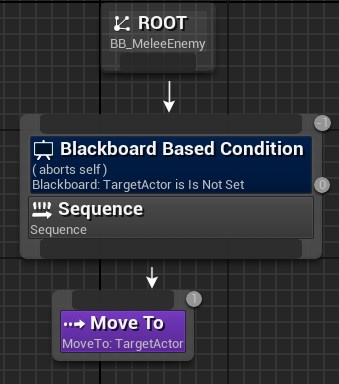 ROOT
BB_MeleeEnemy
-1
Blackboard Based Condition
( aborts self )
Blackboard: TargetActor is Is Not Set
0
Sequence
Sequence
1
Move To
MoveTo: TargetActor